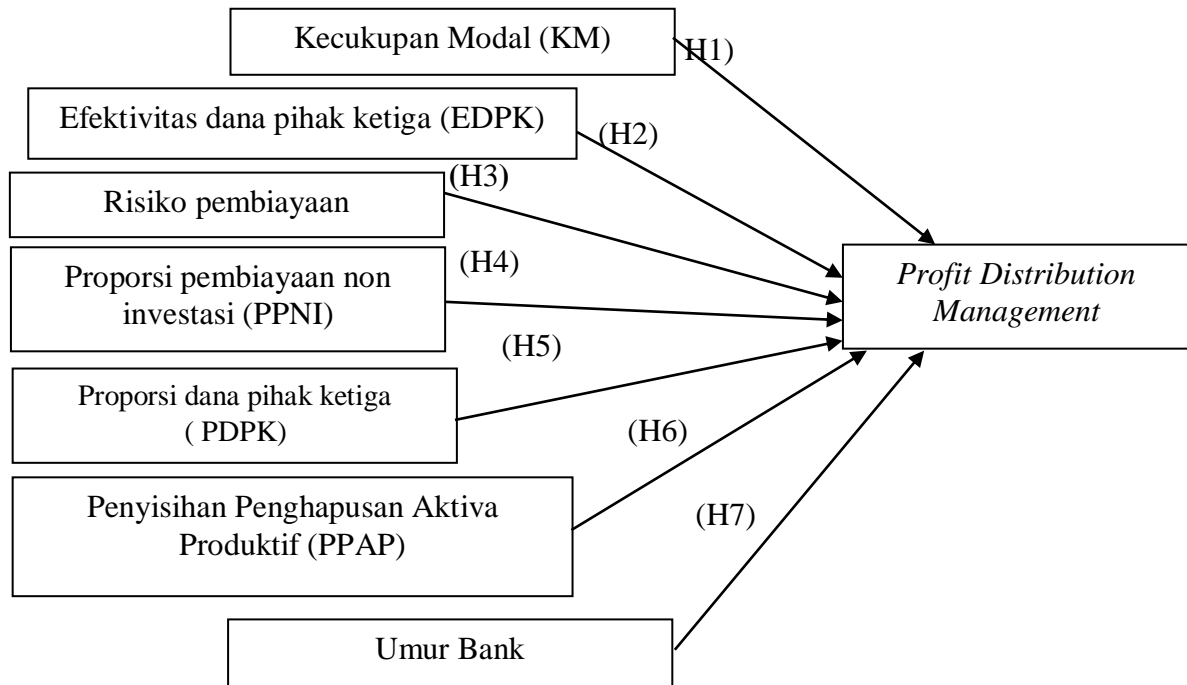 Kecukupan Modal (KM)
H1)
Efektivitas dana pihak ketiga (EDPK)
(H2)
(H3)
Risiko pembiayaan
Proporsi pembiayaan non
investasi (PPNI)
(H4)
Profit Distribution
Management
(H5)
Proporsi dana pihak ketiga
( PDPK)
(H6)
Penyisihan Penghapusan Aktiva
Produktif (PPAP)
(H7)
Umur Bank